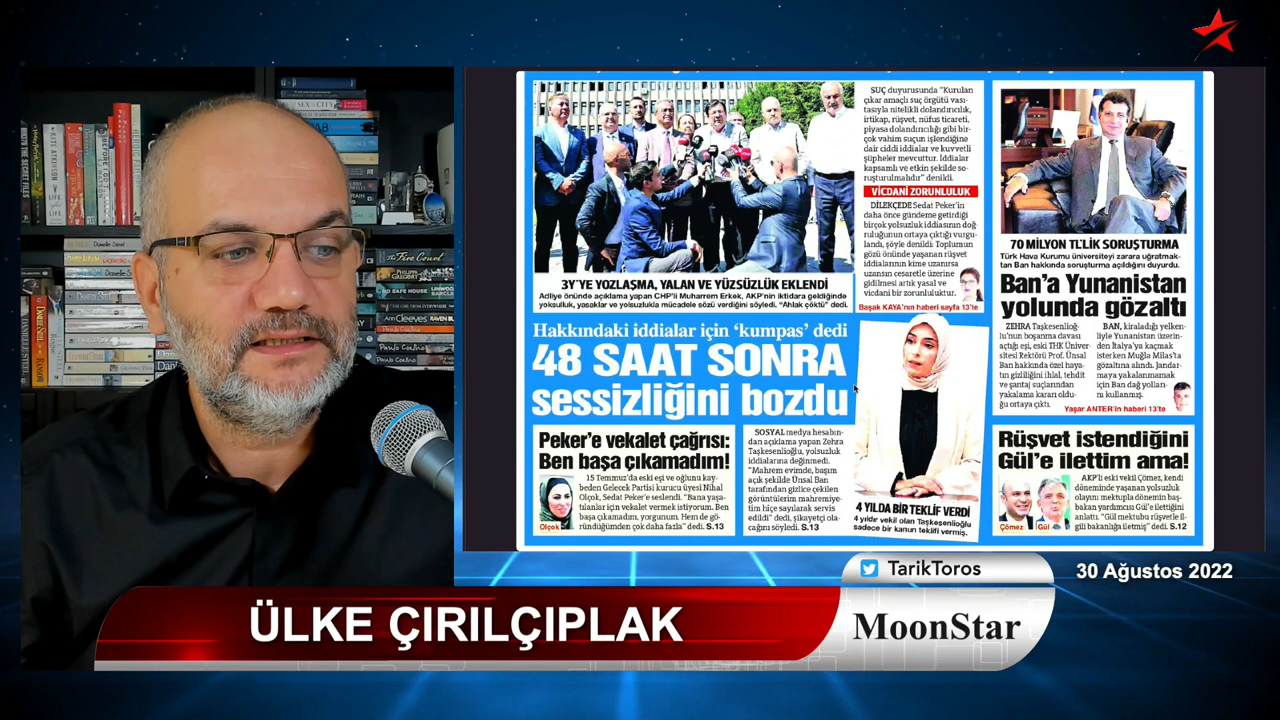 3Y'YE YOZLAŞMA, YALAN VE YÜZSÜZLÜK EKLENDİ
Adliye önünde açıklama yapan CHP'li Muharrem Erkek, AKP'nin iktidara geldiğinde
yoksulluk, yasaklar ve yolsuzlukla mücadele sözü verdiğini söyledi. "Ahlak çöktü" dedi.
SUÇ duyurusunda "Kurulan
çıkar amaçlı suç örgütü vası-
tasıyla nitelikli dolandırıcılık,
irtikap, rüşvet, nüfus ticareti,
piyasa dolandırıcılığı gibi bir-
çok vahim suçun işlendiğine
dair ciddi iddialar ve kuvvetli
şüpheler mevcuttur. İddialar
kapsamlı ve etkin şekilde so-
ruşturulmalıdır" denildi.
VİCDANİ ZORUNLULUK
DİLEKÇEDE Sedat Peker'in
daha önce gündeme getirdiği
birçok yolsuzluk iddiasının doğ-
ruluğunun ortaya çıktığı vurgu-
landı, şöyle denildi: Toplumun
gözü önünde yaşanan rüşvet
iddialarının kime uzanırsa
uzansın cesaretle üzerine
gidilmesi artık yasal ve
vicdani bir zorunluluktur.
Başak KAYA'nın haberi sayfa 13'te
70 MİLYON TL'LİK SORUŞTURMA
Türk Hava Kurumu üniversiteyi zarara uğratmak-
tan Ban hakkında soruşturma açıldığını duyurdu.
Ban'a Yunanistan
yolunda gözaltı
ZEHRA Taşkesenlioğ-
lu'nun boşanma davası
açtığı eşi, eski THK Üniver-
sitesi Rektörü Prof. Ünsal
Ban hakkında özel haya-
tın gizliliğini ihlal, tehdit
ve şantaj suçlarından
yakalama kararı oldu-
ğu ortaya çıktı.
BAN, kiraladığı yelken-
liyle Yunanistan üzerin-
den İtalya'ya kaçmak
isterken Muğla Milas'ta
gözaltına alındı. Jandar-
maya yakalanmamak
için Ban dağ yolları-
nı kullanmış.
Yaşar ANTER'in haberi 13'te
Hakkındaki iddialar için 'kumpas' dedi
48 SAAT SONRA
sessizliğini bozdu
Peker'e vekalet çağrısı:
Ben başa çıkamadım!
15 Temmuz'da eski eşi ve oğlunu kay-
beden Gelecek Partisi kurucu üyesi Nihal
Olçok, Sedat Peker'e seslendi. "Bana yaşa-
tılanlar için vekalet vermek istiyorum. Ben
başa çıkamadım, yorgunum. Hem de gö-
ründüğümden çok daha fazla" dedi. S.13
Olçok
SOSYAL medya hesabın-
dan açıklama yapan Zehra
Taşkesenlioğlu, yolsuzluk
iddialarına değinmedi.
"Mahrem evimde, başım
açık şekilde Ünsal Ban
tarafından gizlice çekilen
görüntülerim mahremiye-
tim hiçe sayılarak servis
edildi" dedi, şikayetçi ola-
cağını söyledi. S.13
4 YILDA BİR TEKLİF VERDİ
4 yıldır vekil olan Taşkesenlioğlu
sadece bir kanun teklifi vermiş.
Rüşvet istendiğini
Gül'e ilettim ama!
AKP'li eski vekil Çömez, kendi
döneminde yaşanan yolsuzluk
olayını mektupla dönemin baş-
bakan yardımcısı Gül'e ilettiğini
anlattı. "Gül mektubu rüşvetle il-
gili bakanlığa iletmiş" dedi. S.12
Çömez
Gül
TarikToros
30 Ağustos 2022
ÜLKE ÇIRILÇIPLAK
MoonStar